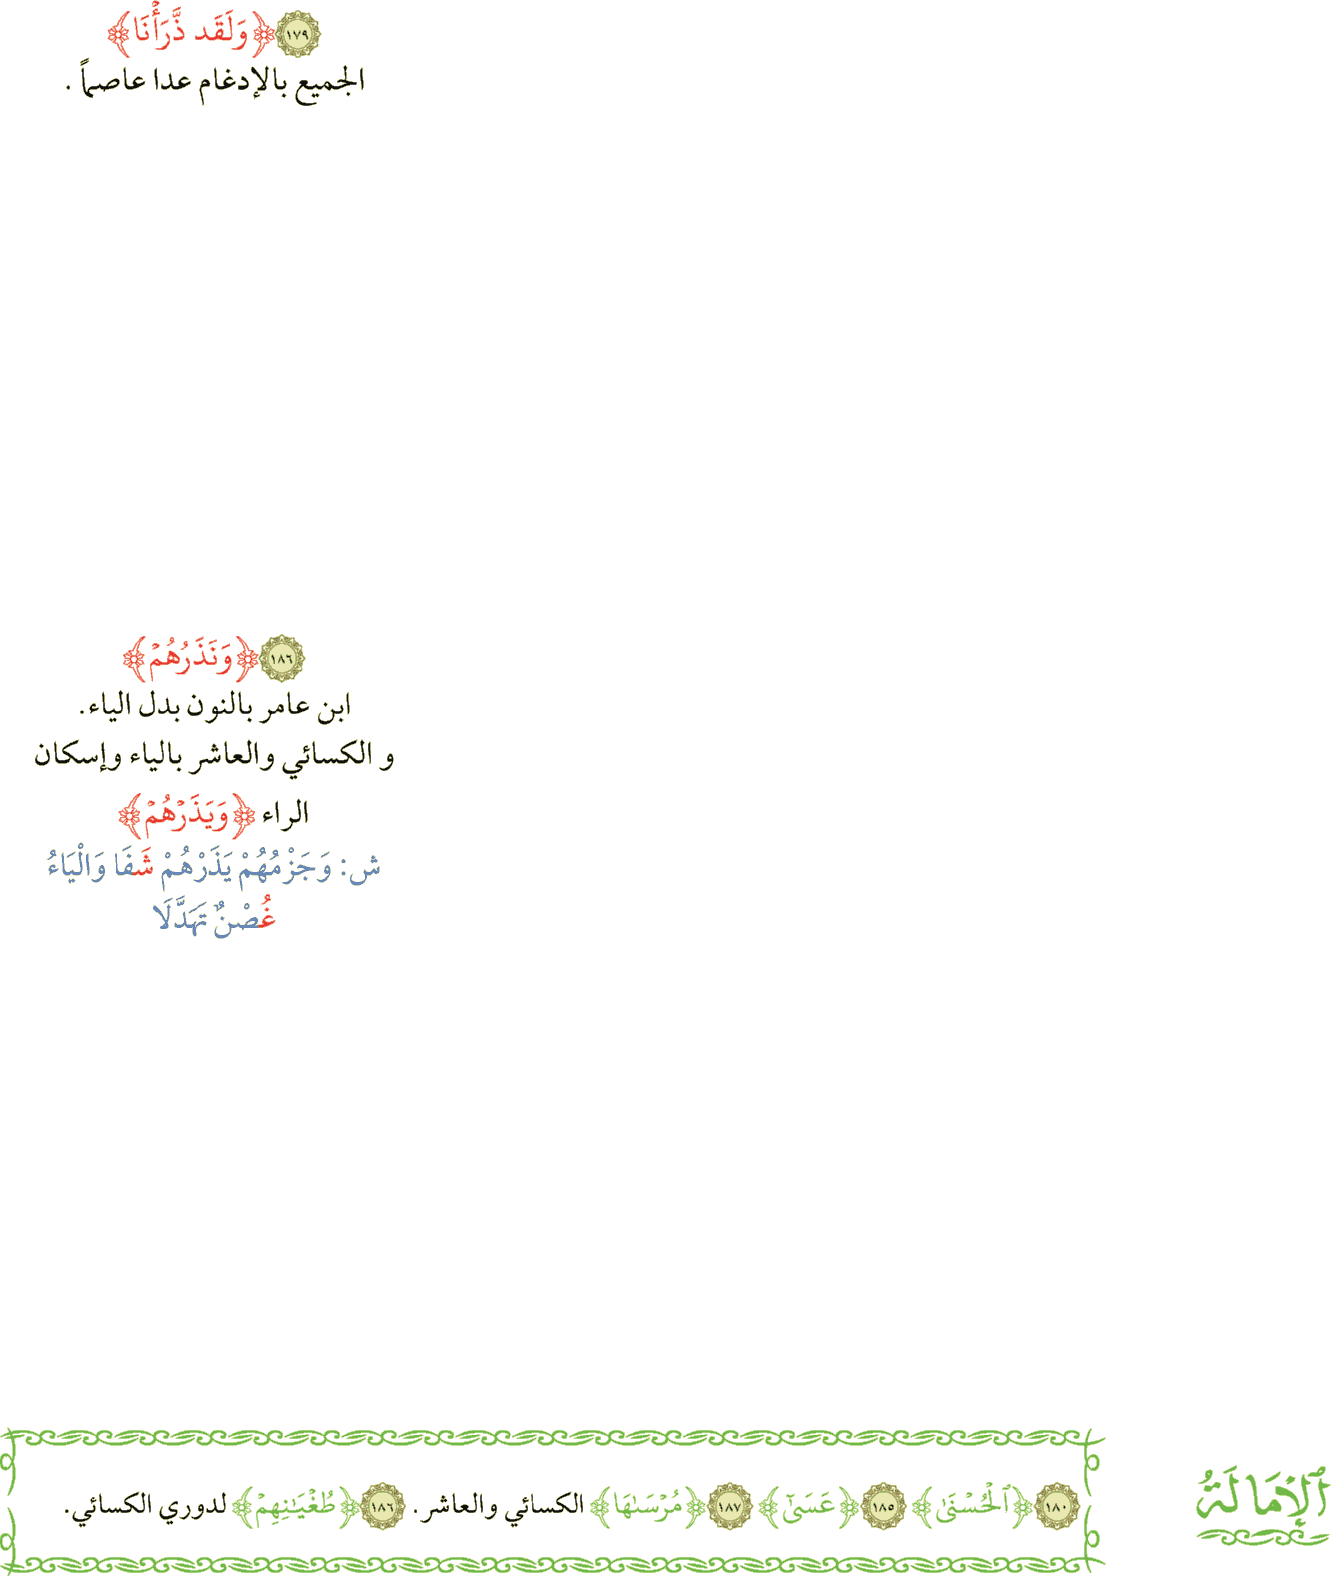 ١٧٩ ﴿وَلَقَد ذَّرَأْنَا﴾
الجميع بالإدغام عدا عاصماً .
١٨٦ ﴿وَنَذَرُهُمْ﴾
ابن عامر بالنون بدل الياء.
و الكسائي والعاشر بالياء وإسكان
الراء ﴿وَيَذَرْهُمْ﴾
ش: وَجَزْمُهُمْ يَذَرْهُمْ شَفَا وَالْيَاءُ
غُصْنٌ تَهَدَّلَا
ٱلْإِمَالَةُ
١٨٠ ﴿ٱلْحُسْنَىٰ﴾ ١٨٥ ﴿عَسَىٰٓ﴾ ١٨٧ ﴿مُرْسَىٰهَا﴾ الكسائي والعاشر . ١٨٦ ﴿طُغْيَٰنِهِمْ﴾ لدوري الكسائي.